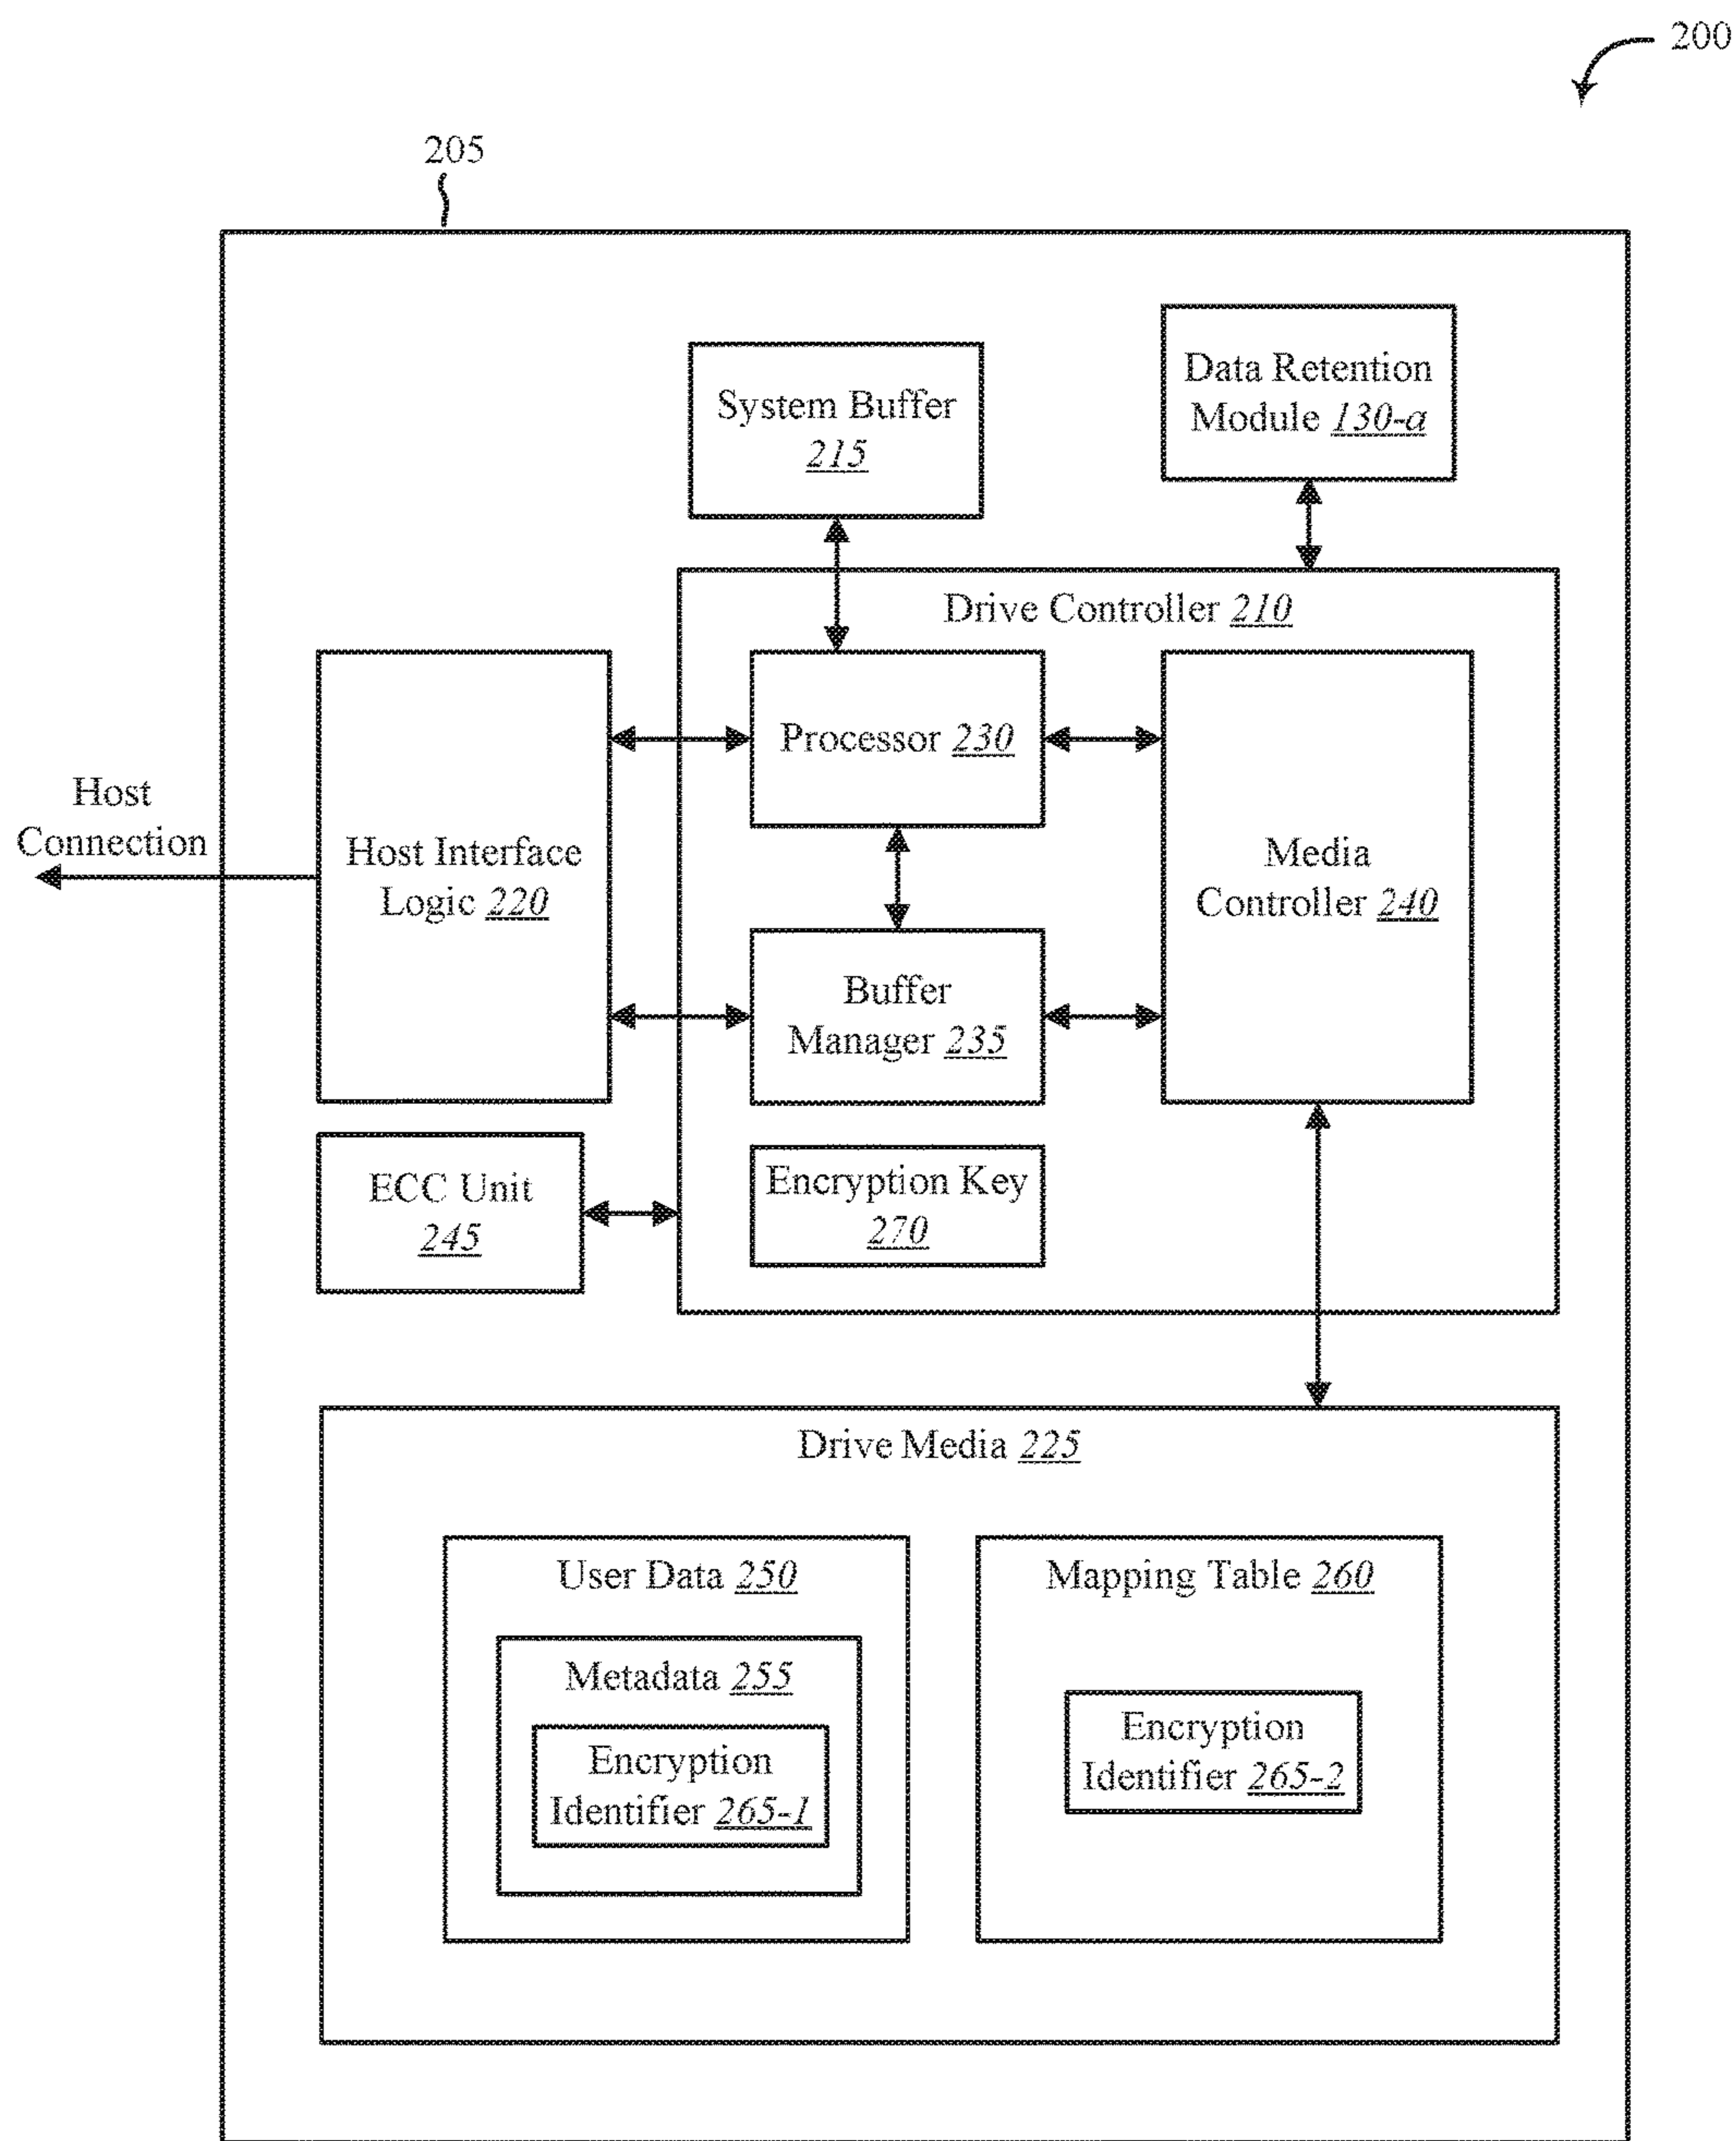 200
205
System Buffer
215
Data Retention
Module 130-a
Drive Controller 210
Host
Connection
Host Interface
Logic 220
Processor 230
Media
Controller 240
Buffer
Manager 235
ECC Unit
245
Encryption Key
270
Drive Media 225
User Data 250
Metadata 255
Encryption
Identifier 265-1
Mapping Table 260
Encryption
Identifier 265-2